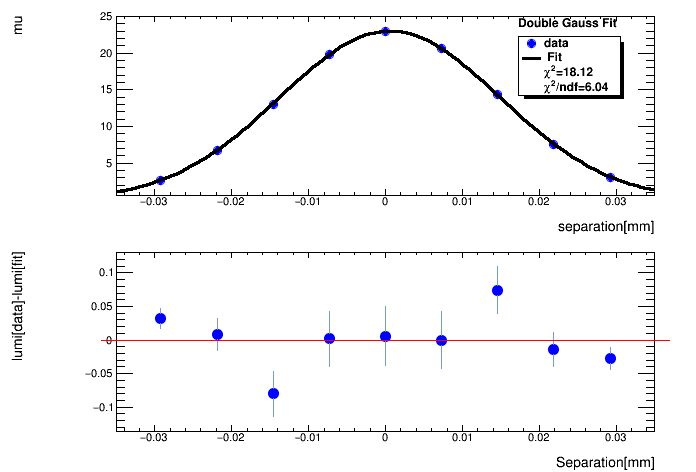 Double Gauss Fit
mu
data
Fit
χ²=18.12
χ²/ndf=6.04
25
20
15
10
5
−0.03 −0.02 −0.01 0 0.01 0.02 0.03
separation[mm]
lumi[data]-lumi[fit]
0.1
0.05
0
−0.05
−0.1
−0.03 −0.02 −0.01 0 0.01 0.02 0.03
Separation[mm]